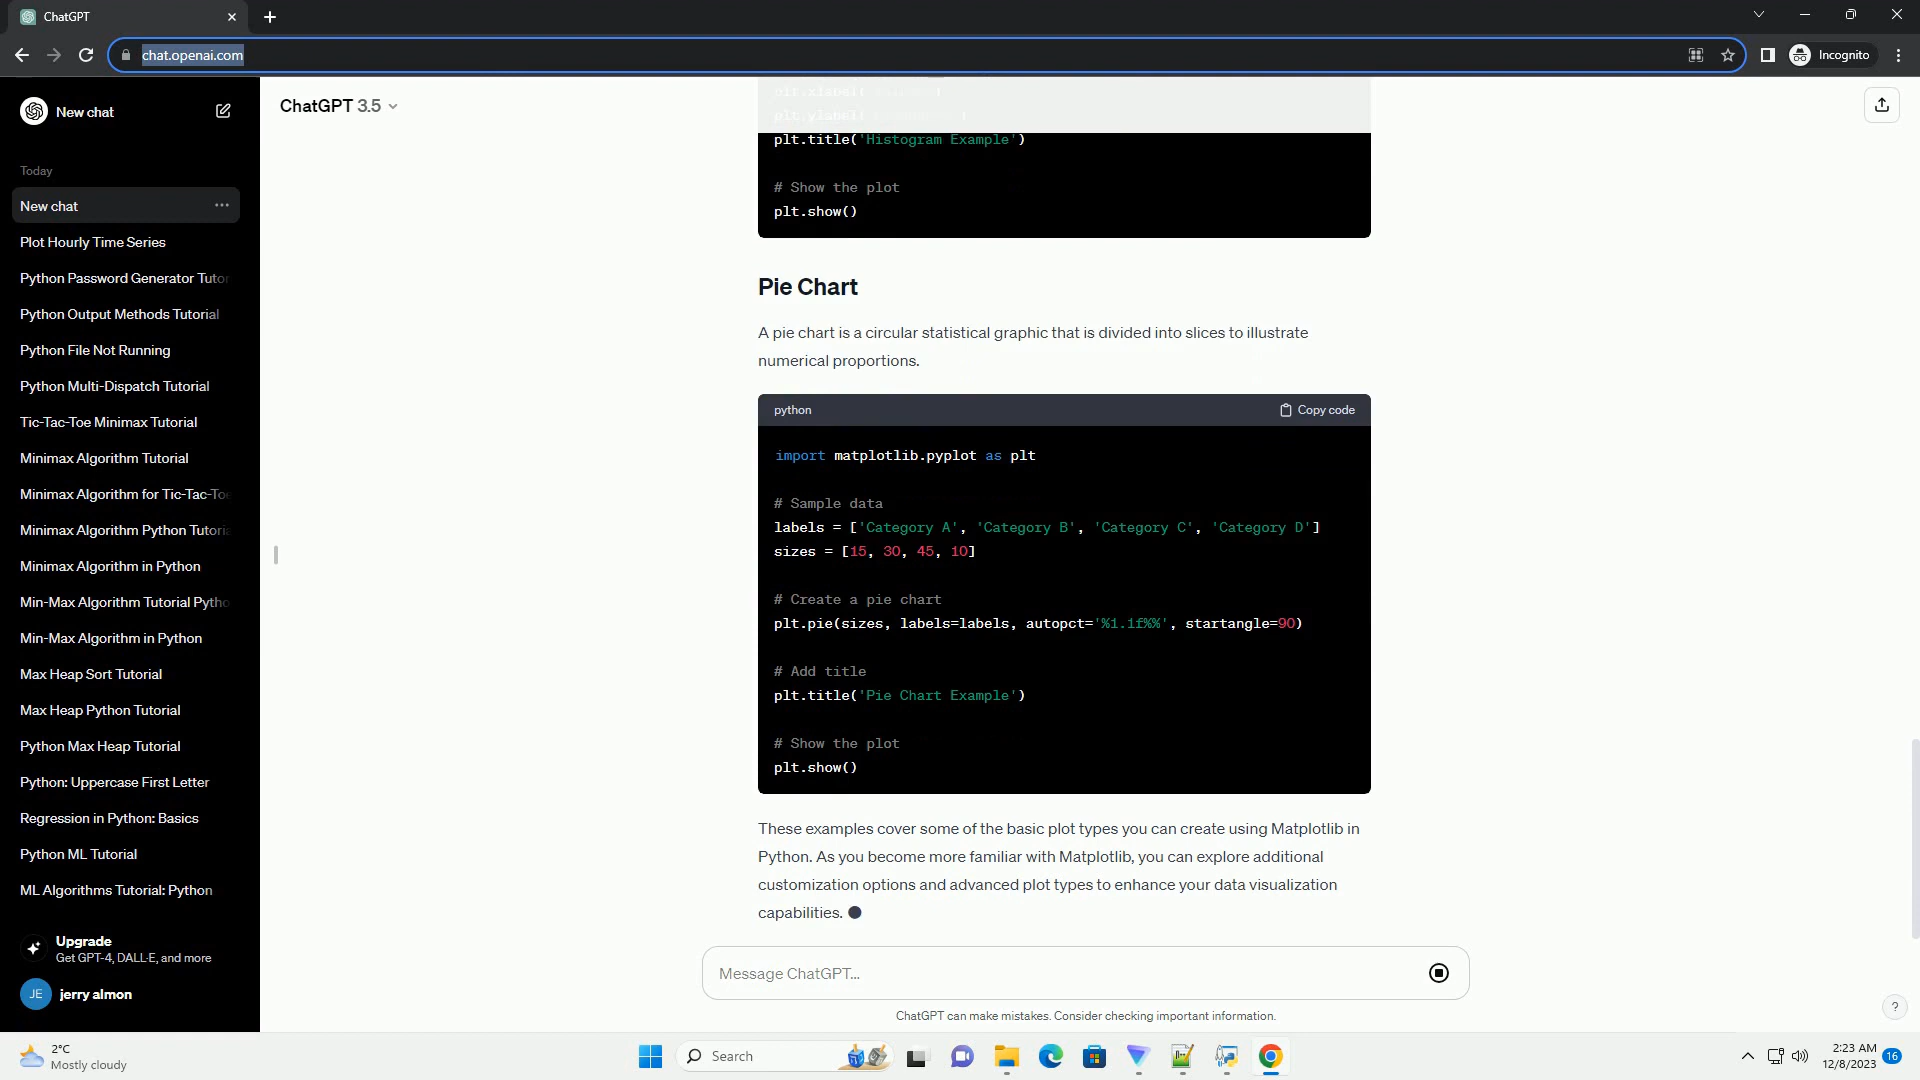 ChatGPT
chat.openai.com
Incognito
New chat
Today
New chat
Plot Hourly Time Series
Python Password Generator Tutor
Python Output Methods Tutorial
Python File Not Running
Python Multi-Dispatch Tutorial
Tic-Tac-Toe Minimax Tutorial
Minimax Algorithm Tutorial
Minimax Algorithm for Tic-Tac-Toe
Minimax Algorithm Python Tutoria
Minimax Algorithm in Python
Min-Max Algorithm Tutorial Pytho
Min-Max Algorithm in Python
Max Heap Sort Tutorial
Max Heap Python Tutorial
Python Max Heap Tutorial
Python: Uppercase First Letter
Regression in Python: Basics
Python ML Tutorial
ML Algorithms Tutorial: Python
Upgrade
Get GPT-4, DALL·E, and more
JE
jerry almon
ChatGPT 3.5
plt.title('Histogram Example')
# Show the plot
plt.show()
Pie Chart
A pie chart is a circular statistical graphic that is divided into slices to illustrate
numerical proportions.
python
Copy code
import matplotlib.pyplot as plt
# Sample data
labels = ['Category A', 'Category B', 'Category C', 'Category D']
sizes = [15, 30, 45, 10]
# Create a pie chart
plt.pie(sizes, labels=labels, autopct='%1.1f%%', startangle=90)
# Add title
plt.title('Pie Chart Example')
# Show the plot
plt.show()
These examples cover some of the basic plot types you can create using Matplotlib in
Python. As you become more familiar with Matplotlib, you can explore additional
customization options and advanced plot types to enhance your data visualization
capabilities.
Message ChatGPT...
ChatGPT can make mistakes. Consider checking important information.
?
2°C
Mostly cloudy
Search
2:23 AM
12/8/2023
16